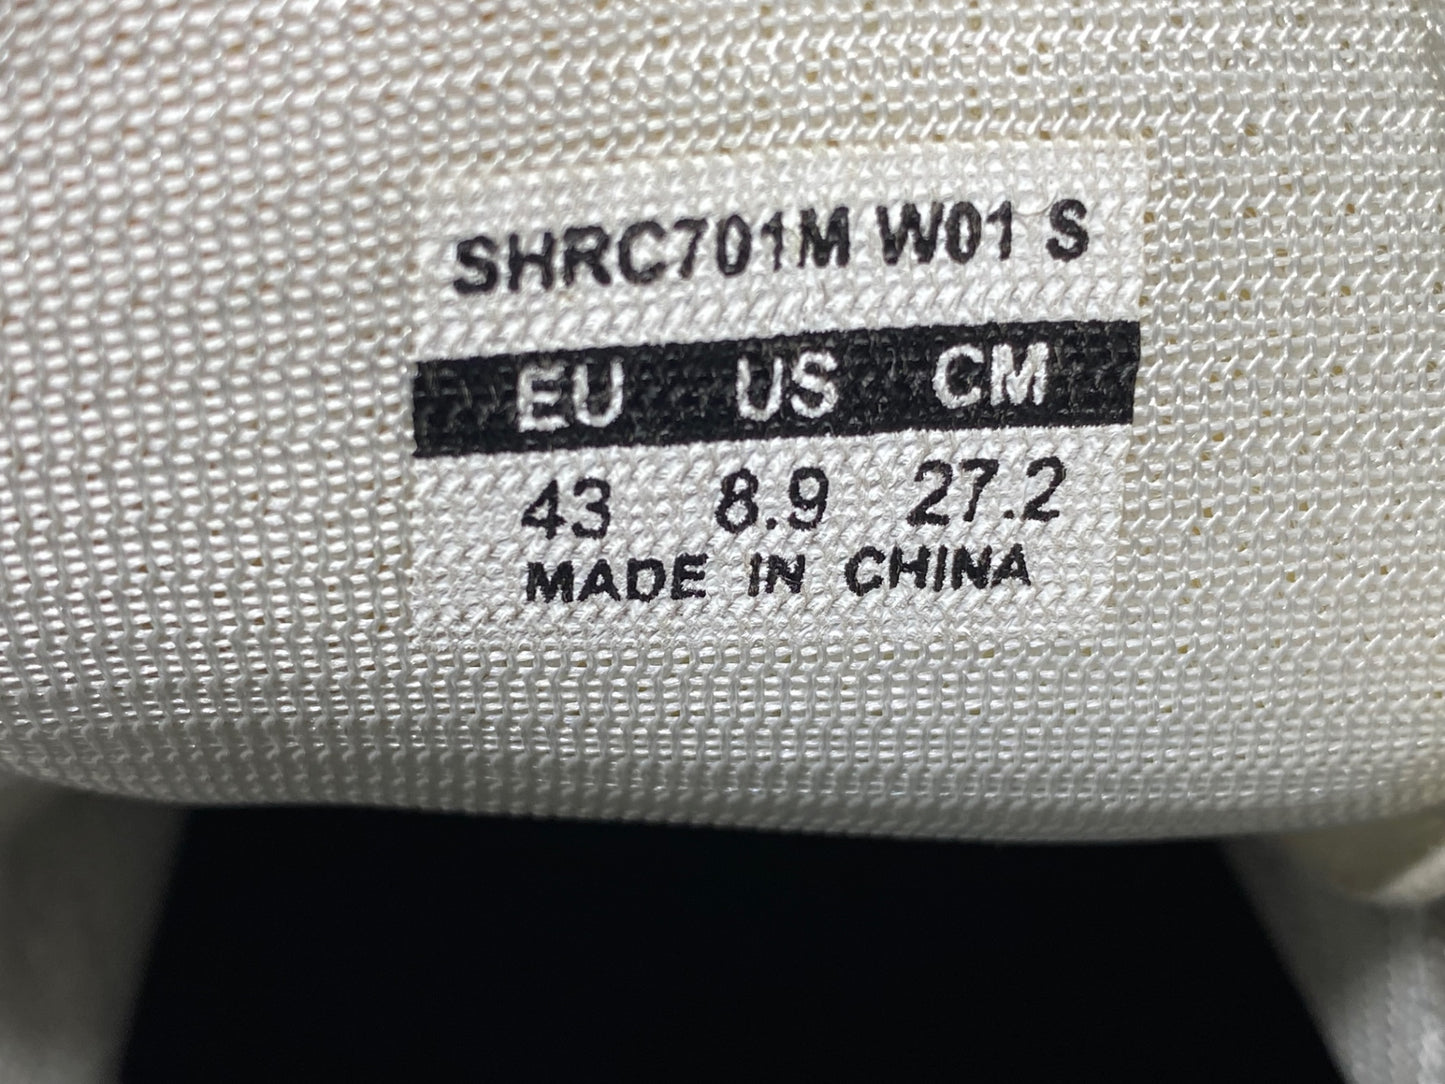 SHRC701M W01 S
EU US CM
43 8.9 27.2
MADE IN CHINA